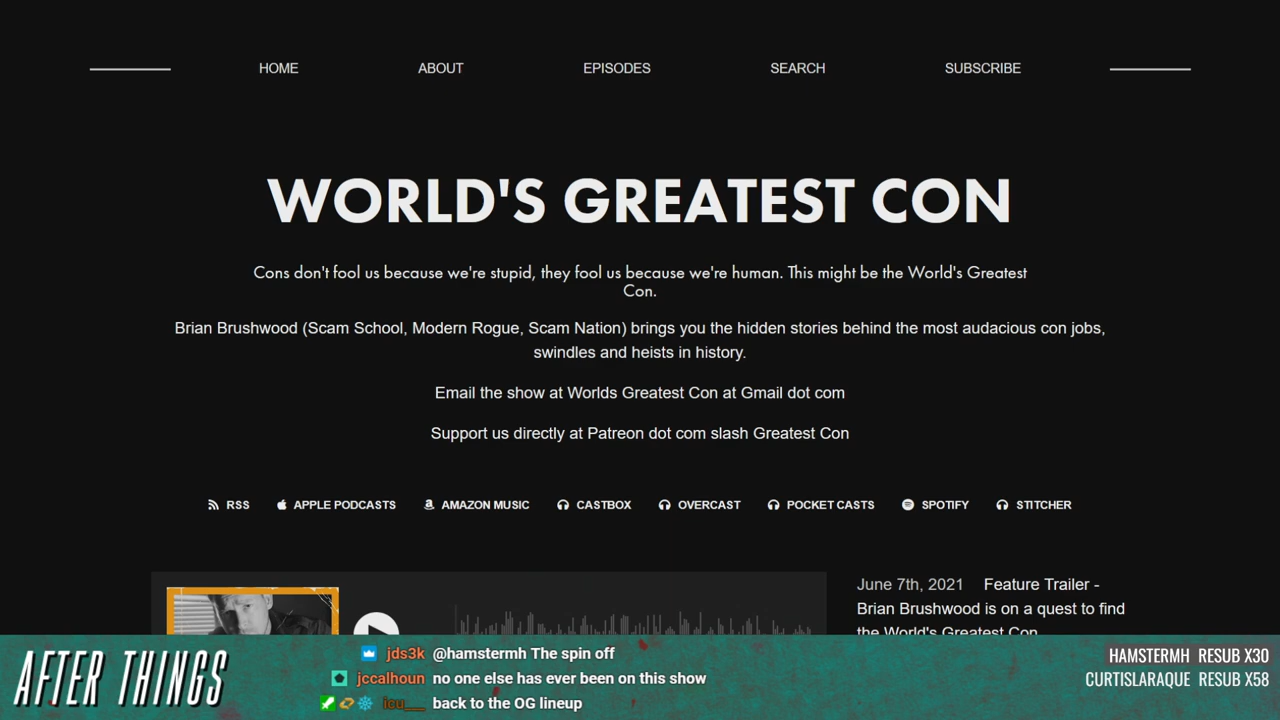 HOME ABOUT EPISODES SEARCH SUBSCRIBE
WORLD'S GREATEST CON
Cons don't fool us because we're stupid, they fool us because we're human. This might be the World's Greatest
Con.
Brian Brushwood (Scam School, Modern Rogue, Scam Nation) brings you the hidden stories behind the most audacious con jobs,
swindles and heists in history.
Email the show at Worlds Greatest Con at Gmail dot com
Support us directly at Patreon dot com slash Greatest Con
RSS APPLE PODCASTS AMAZON MUSIC CASTBOX OVERCAST POCKET CASTS SPOTIFY STITCHER
June 7th, 2021 Feature Trailer -
Brian Brushwood is on a quest to find
the World's Greatest Con
AFTER THINGS
jds3k @hamstermh The spin off
jccalhoun no one else has ever been on this show
icu__ back to the OG lineup
HAMSTERMH RESUB X30
CURTISLARAQUE RESUB X58